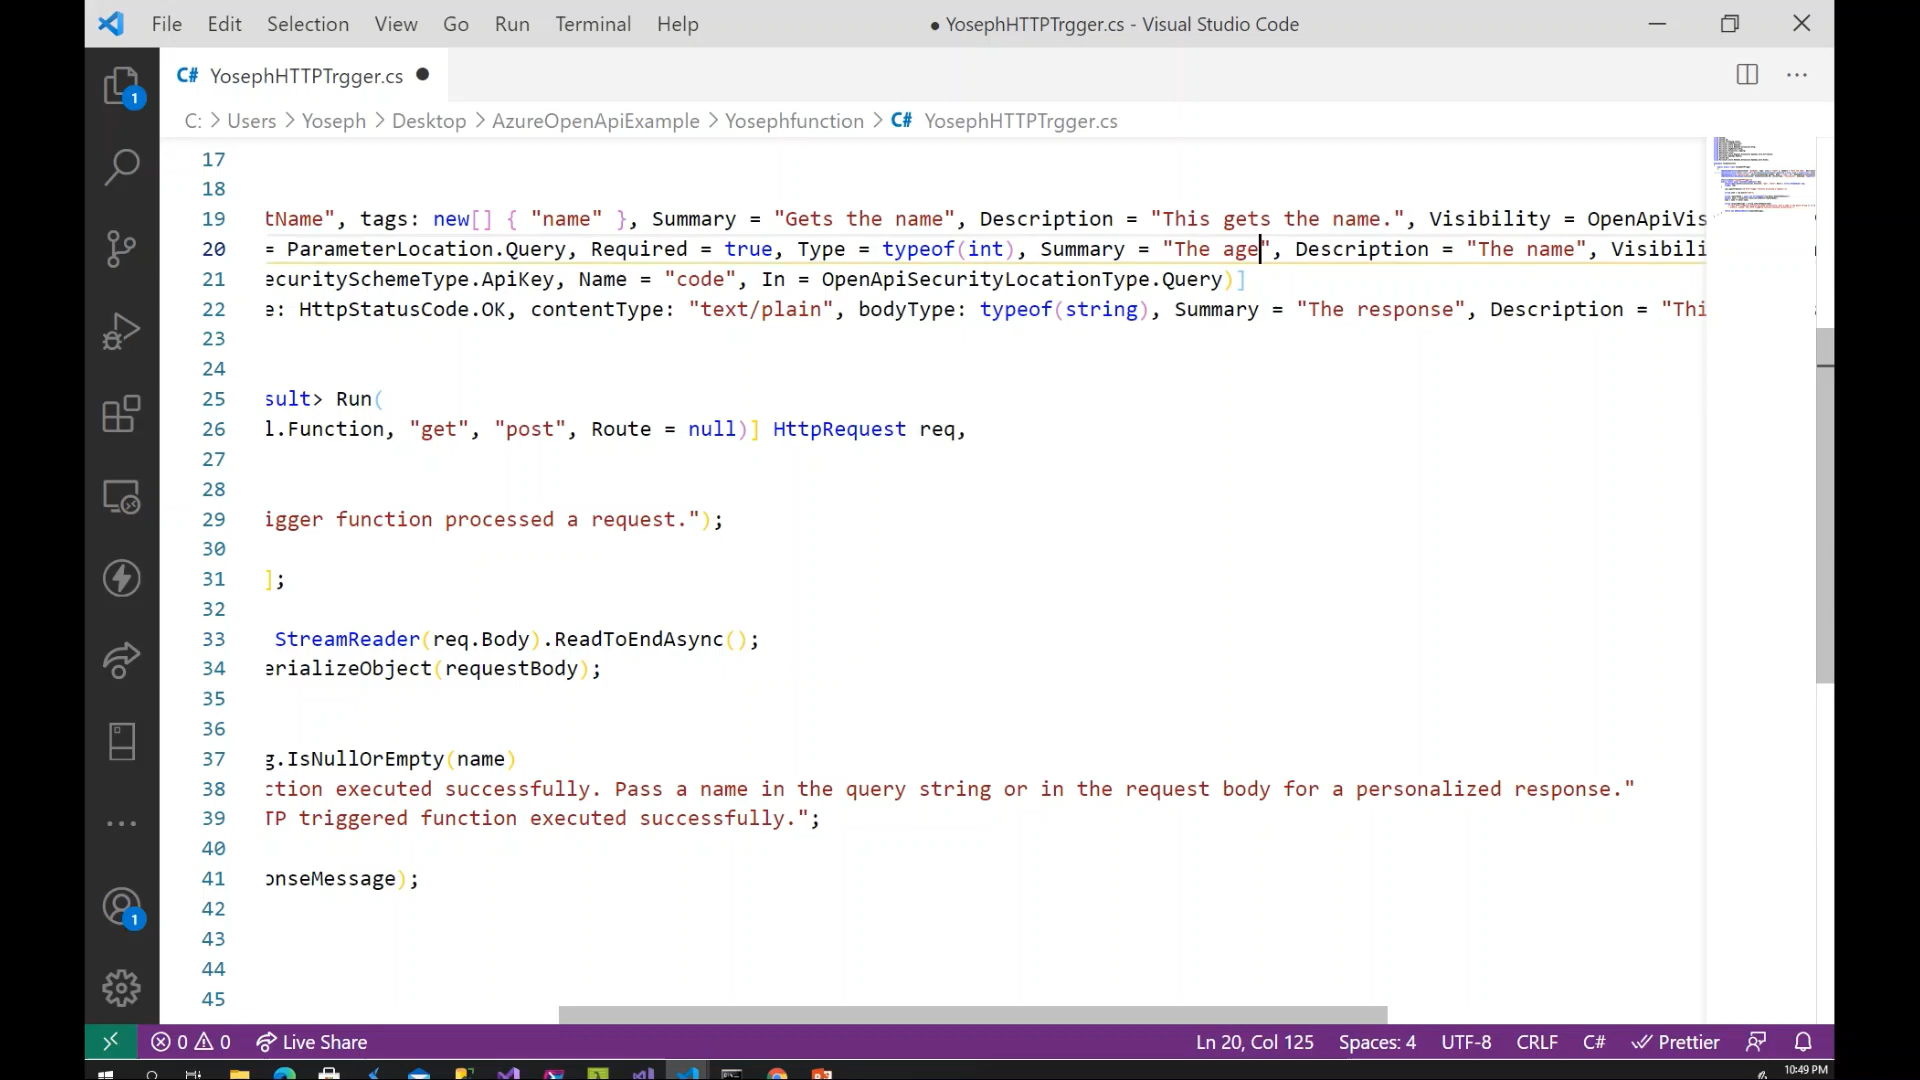 File Edit Selection View Go Run Terminal Help ● YosephHTTPTrgger.cs - Visual Studio Code
C# YosephHTTPTrgger.cs ●
C: > Users > Yoseph > Desktop > AzureOpenApiExample > Yosephfunction > C# YosephHTTPTrgger.cs
17
18
19 tName", tags: new[] { "name" }, Summary = "Gets the name", Description = "This gets the name.", Visibility = OpenApiVis
20 = ParameterLocation.Query, Required = true, Type = typeof(int), Summary = "The age", Description = "The name", Visibili
21 ecuritySchemeType.ApiKey, Name = "code", In = OpenApiSecurityLocationType.Query)]
22 e: HttpStatusCode.OK, contentType: "text/plain", bodyType: typeof(string), Summary = "The response", Description = "Thi
23
24
25 sult> Run(
26 l.Function, "get", "post", Route = null)] HttpRequest req,
27
28
29 igger function processed a request.");
30
31 ];
32
33 StreamReader(req.Body).ReadToEndAsync();
34 erializeObject(requestBody);
35
36
37 g.IsNullOrEmpty(name)
38 ction executed successfully. Pass a name in the query string or in the request body for a personalized response."
39 TP triggered function executed successfully.";
40
41 onseMessage);
42
43
44
45
1
1
0 0 Live Share Ln 20, Col 125 Spaces: 4 UTF-8 CRLF C# Prettier
10:49 PM